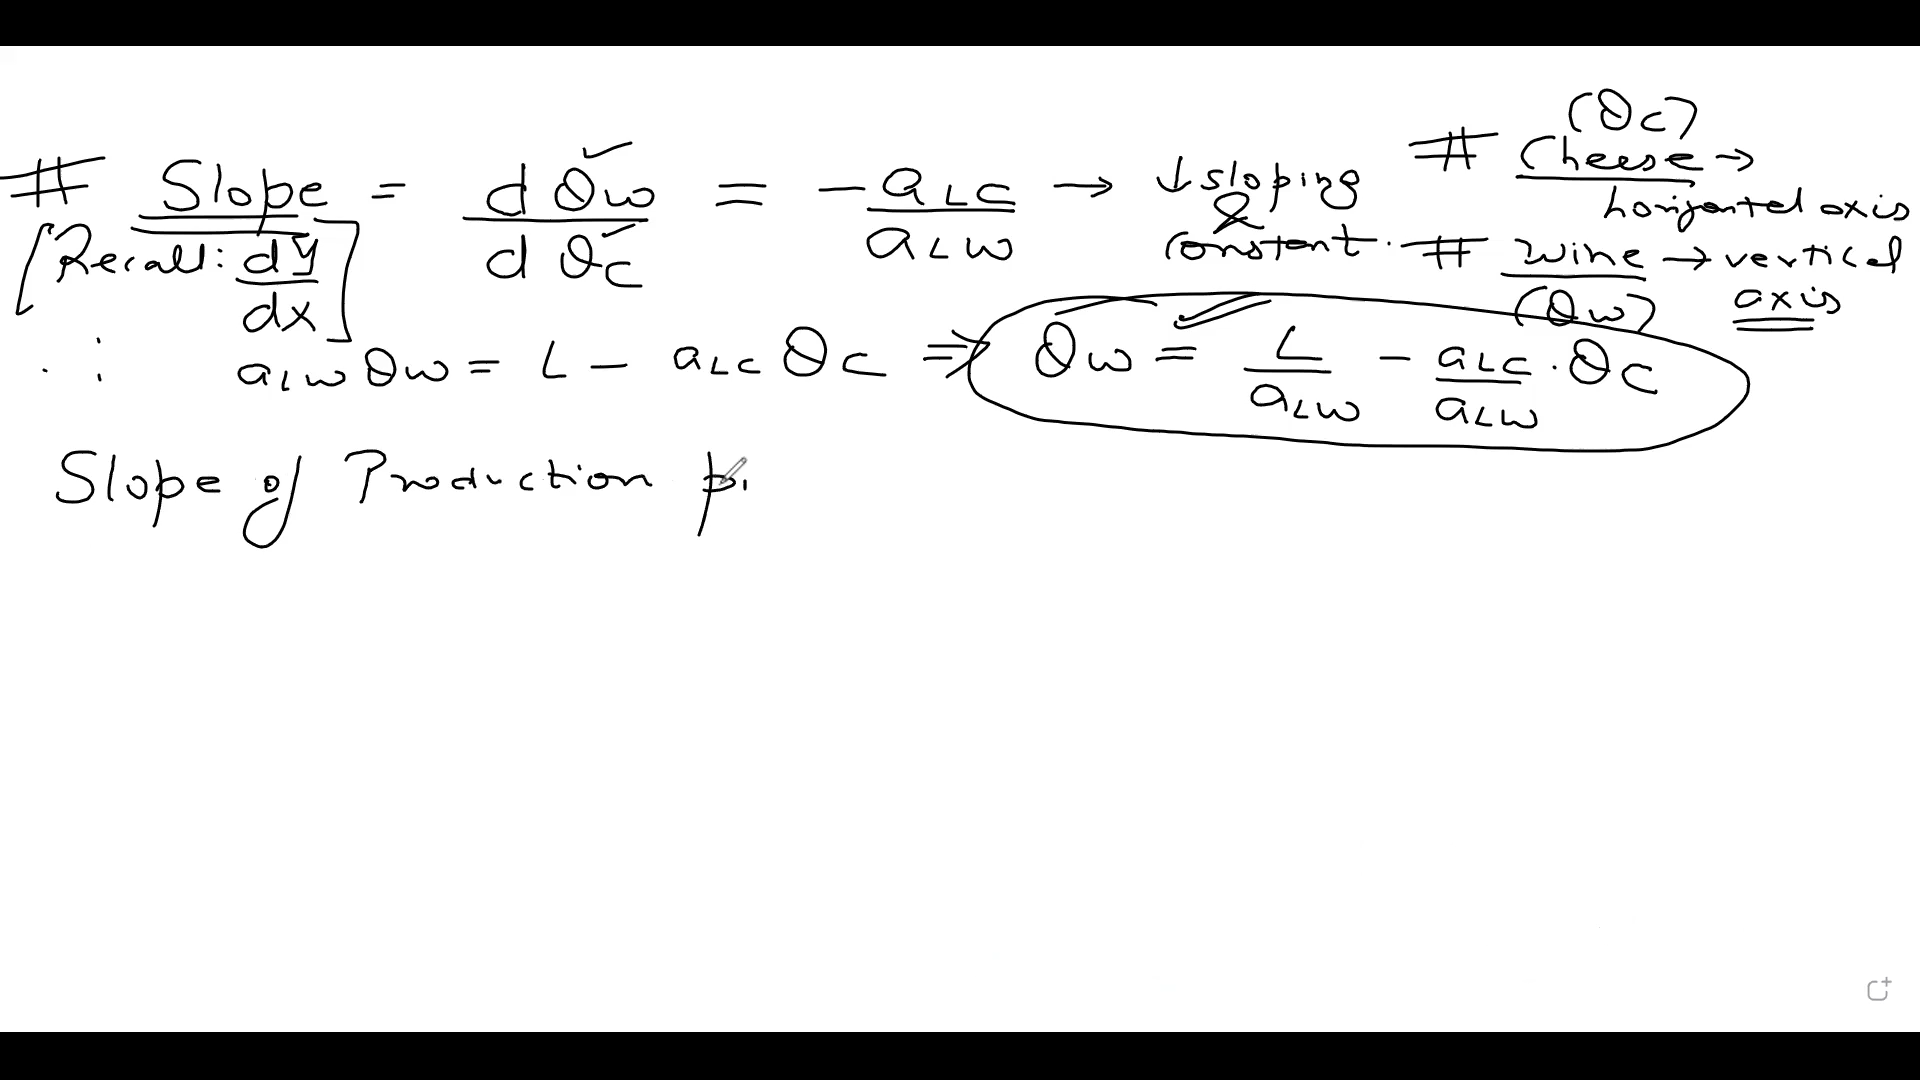 # Slope = dQw/dQc = - aLC/aLW → ↓ sloping & constant.
[Recall: dy/dx]
# Cheese (Qc) → horizontal axis
# Wine (Qw) → vertical axis
∴ aLW Qw = L - aLC Qc ⇒ Qw = L/aLW - aLC/aLW . Qc
Slope of Production p